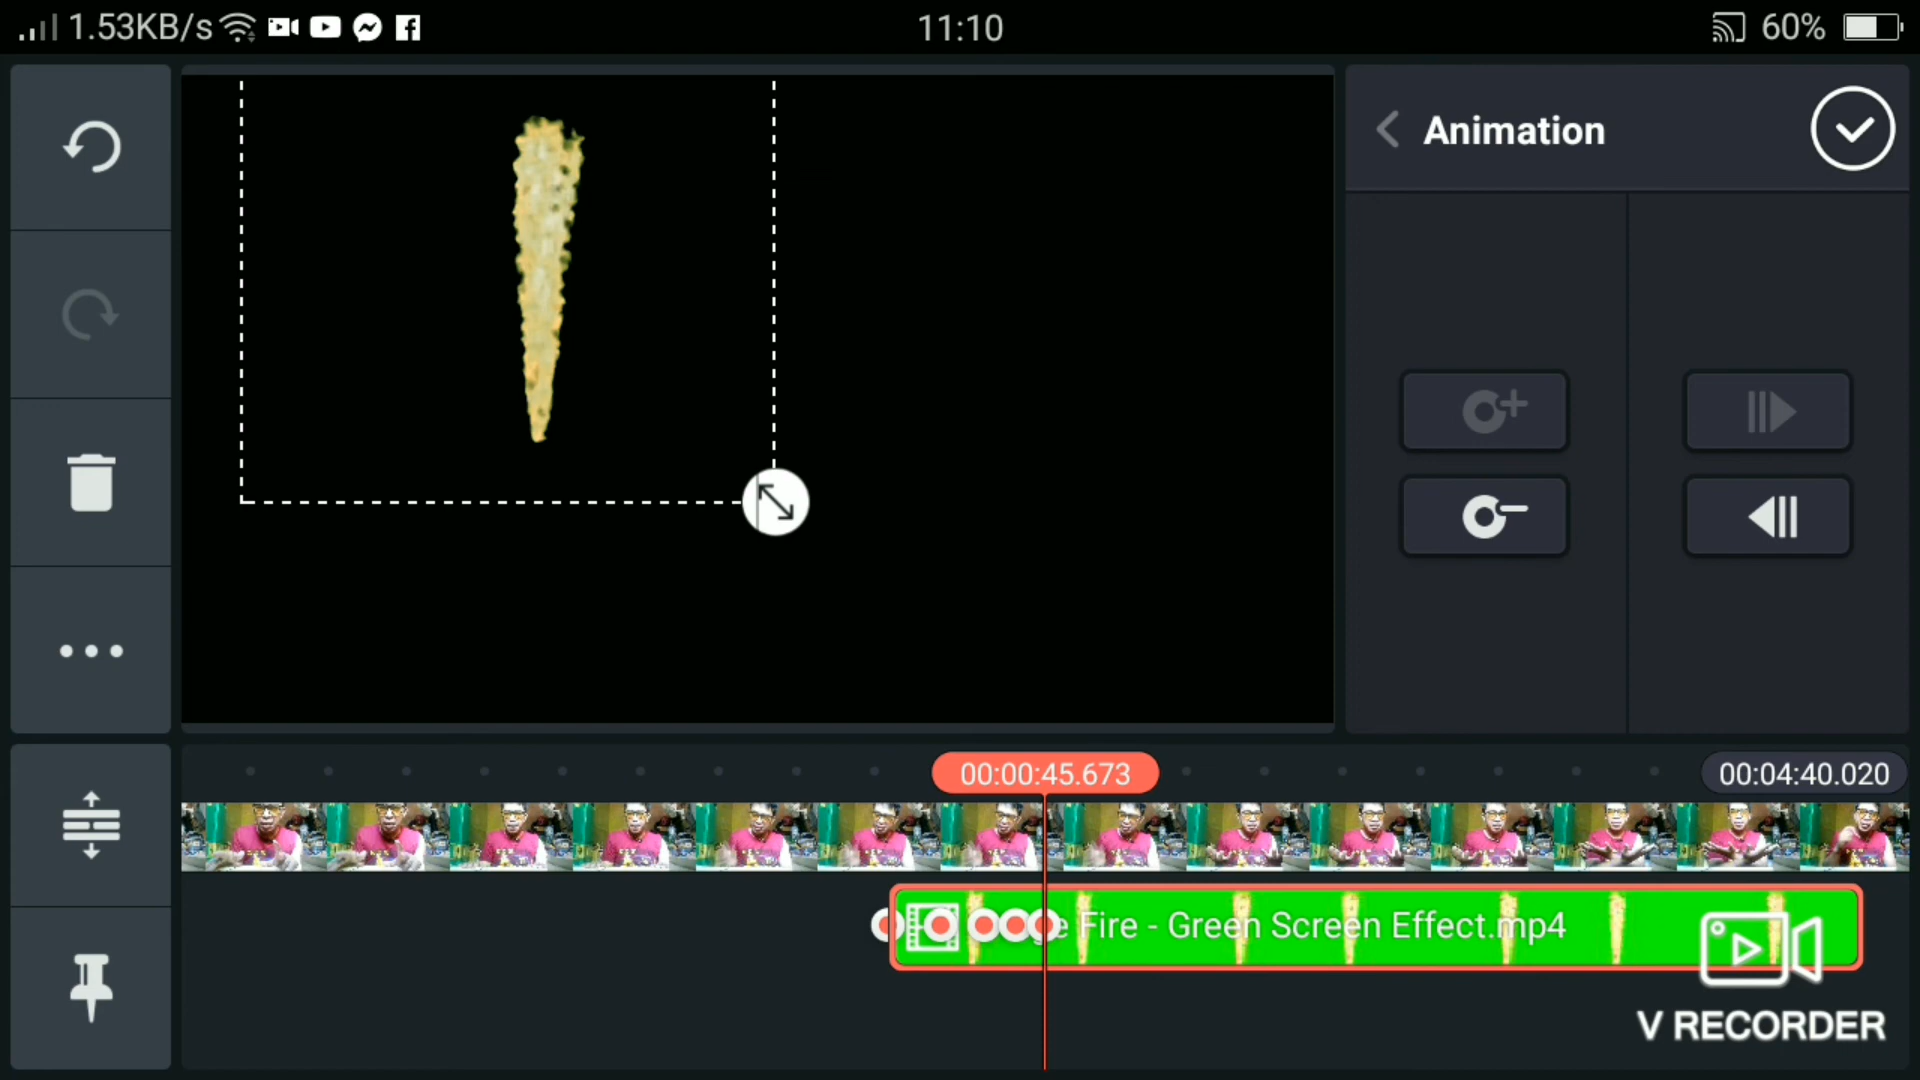 1.53KB/s
11:10
60%
Animation
00:00:45.673
00:04:40.020
e Fire - Green Screen Effect.mp4
V RECORDER